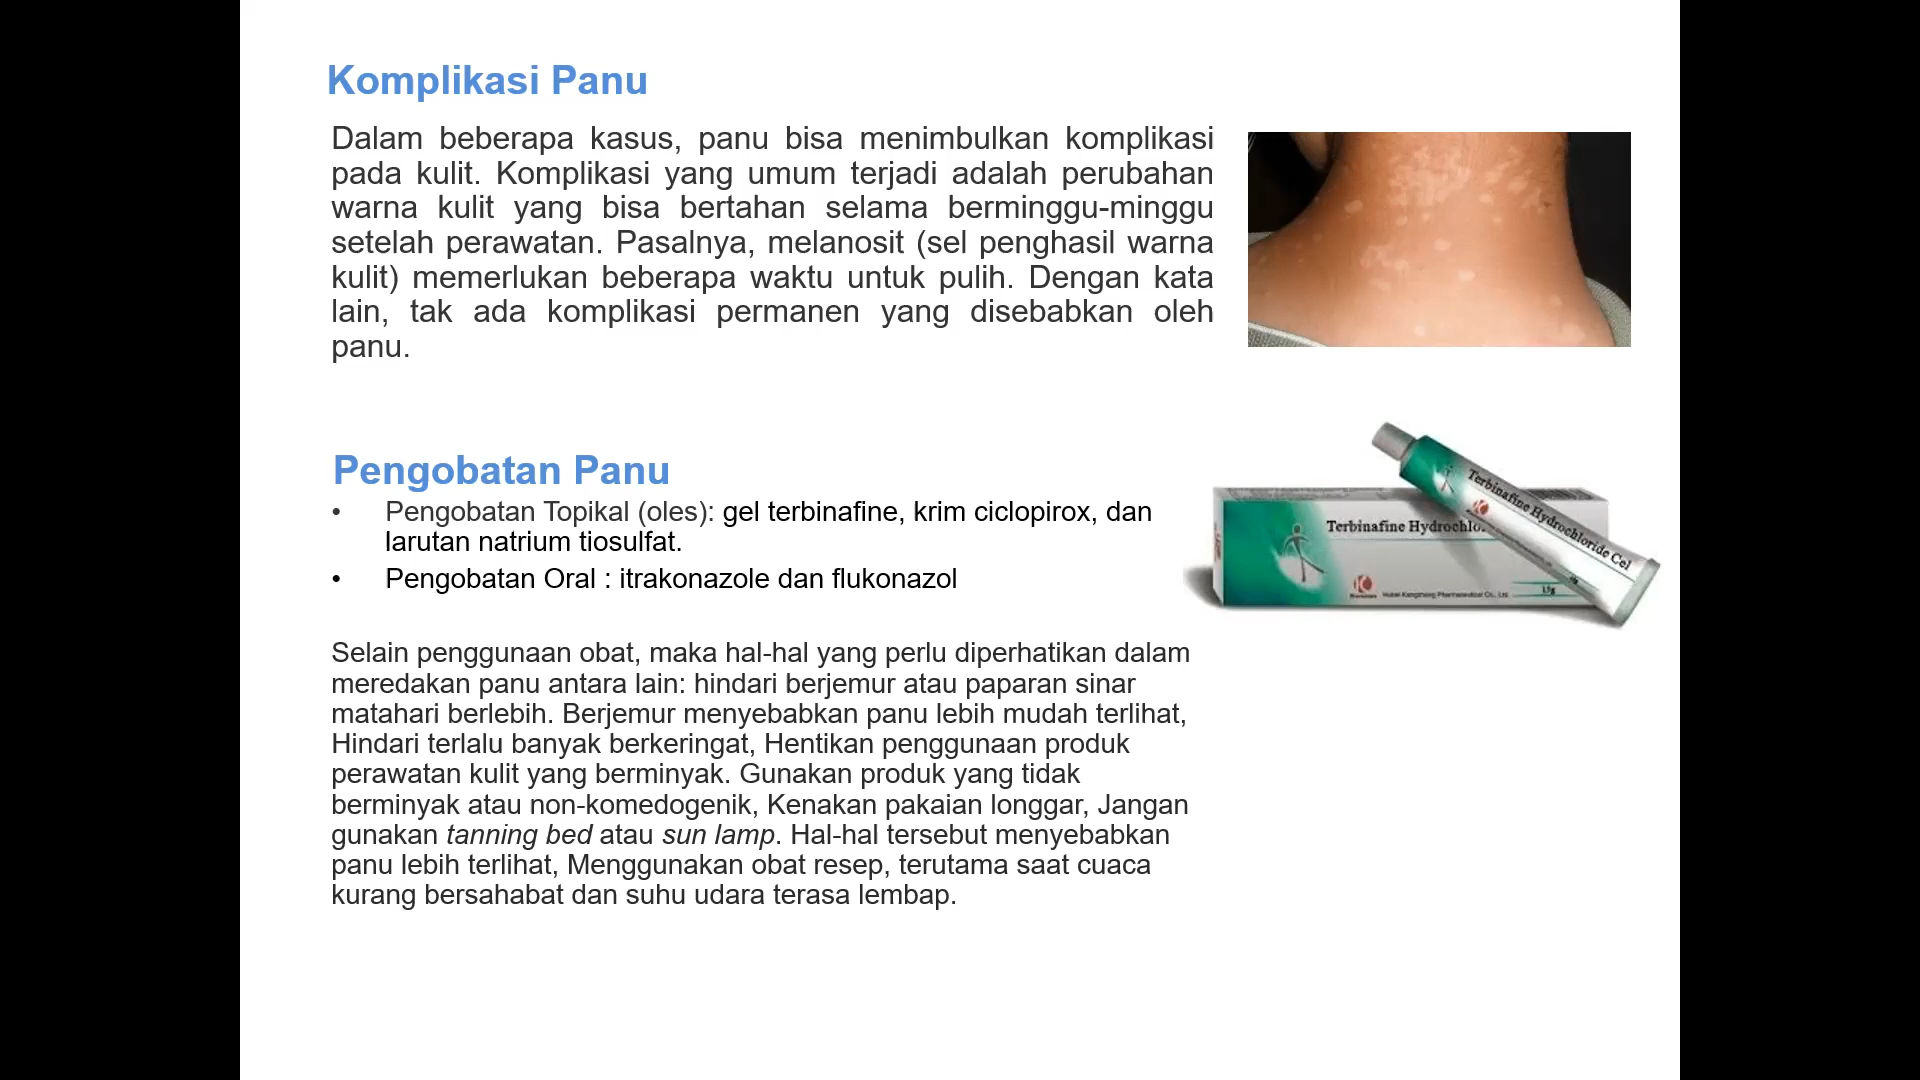 Komplikasi Panu
Dalam beberapa kasus, panu bisa menimbulkan komplikasi
pada kulit. Komplikasi yang umum terjadi adalah perubahan
warna kulit yang bisa bertahan selama berminggu-minggu
setelah perawatan. Pasalnya, melanosit (sel penghasil warna
kulit) memerlukan beberapa waktu untuk pulih. Dengan kata
lain, tak ada komplikasi permanen yang disebabkan oleh
panu.
Pengobatan Panu
• Pengobatan Topikal (oles): gel terbinafine, krim ciclopirox, dan
larutan natrium tiosulfat.
• Pengobatan Oral : itrakonazole dan flukonazol
Selain penggunaan obat, maka hal-hal yang perlu diperhatikan dalam
meredakan panu antara lain: hindari berjemur atau paparan sinar
matahari berlebih. Berjemur menyebabkan panu lebih mudah terlihat,
Hindari terlalu banyak berkeringat, Hentikan penggunaan produk
perawatan kulit yang berminyak. Gunakan produk yang tidak
berminyak atau non-komedogenik, Kenakan pakaian longgar, Jangan
gunakan tanning bed atau sun lamp. Hal-hal tersebut menyebabkan
panu lebih terlihat, Menggunakan obat resep, terutama saat cuaca
kurang bersahabat dan suhu udara terasa lembap.
Terbinafine Hydrochloride Gel
Terbinafine Hydrochlo
15g